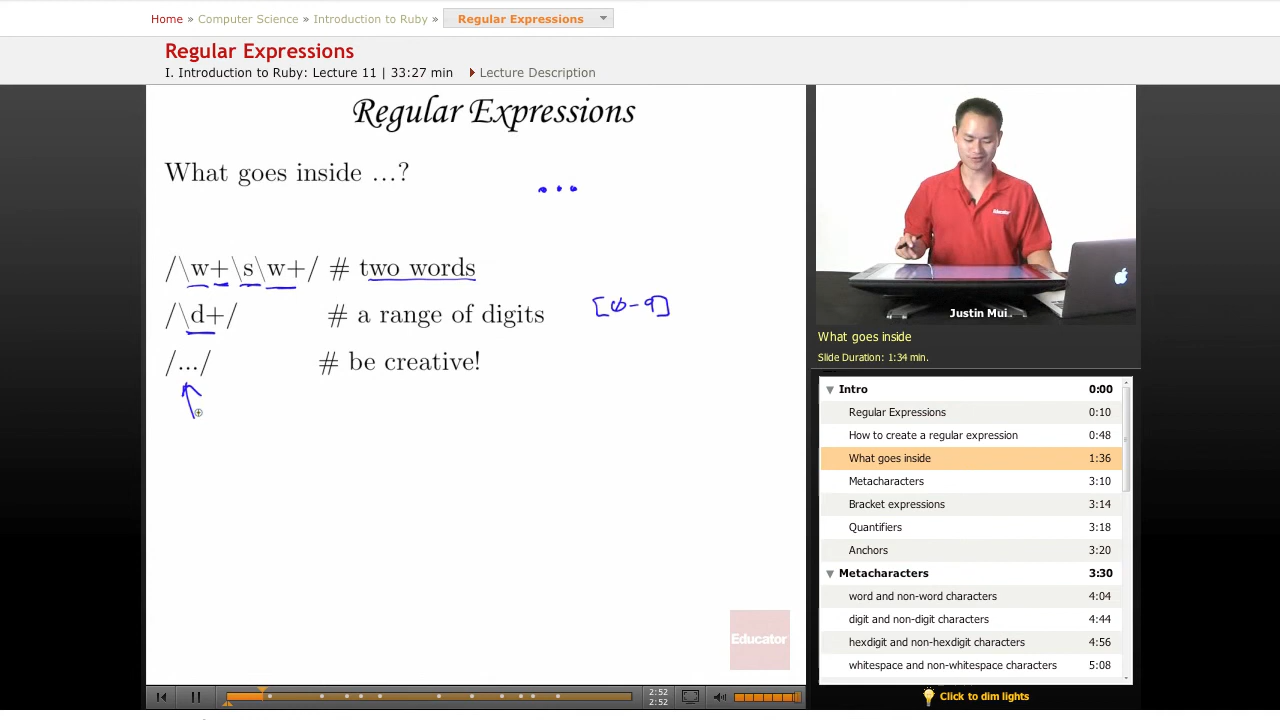 Home » Computer Science » Introduction to Ruby » Regular Expressions
Regular Expressions
I. Introduction to Ruby: Lecture 11 | 33:27 min Lecture Description
Regular Expressions
What goes inside ...?
...
/\w+\s\w+/ # two words
/\d+/ # a range of digits [0-9]
/.../ # be creative!
Educator
Justin Mui
What goes inside
Slide Duration: 1:34 min.
Intro 0:00
Regular Expressions 0:10
How to create a regular expression 0:48
What goes inside 1:36
Metacharacters 3:10
Bracket expressions 3:14
Quantifiers 3:18
Anchors 3:20
Metacharacters 3:30
word and non-word characters 4:04
digit and non-digit characters 4:44
hexdigit and non-hexdigit characters 4:56
whitespace and non-whitespace characters 5:08
2:52
2:52
Click to dim lights